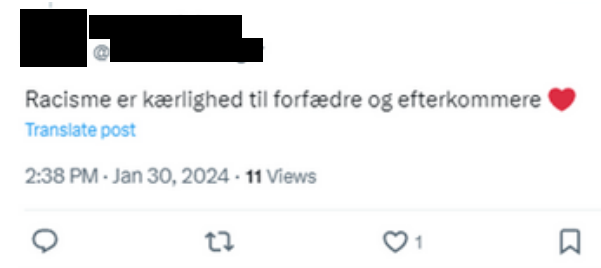 @
Racisme er kærlighed til forfædre og efterkommere ❤️
Translate post
2:38 PM · Jan 30, 2024 · 11 Views
1